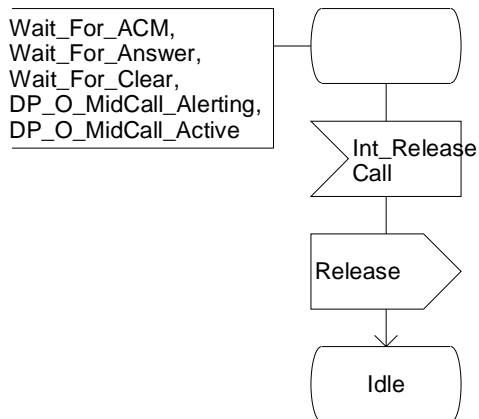 Wait_For_ACM,
Wait_For_Answer,
Wait_For_Clear,
DP_O_MidCall_Alerting,
DP_O_MidCall_Active
Int_Release
Call
Release
Idle